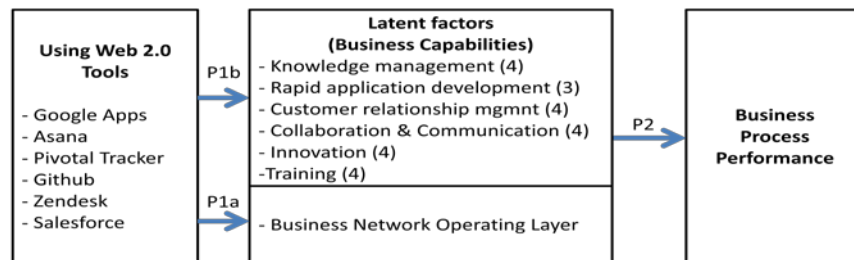 Using Web 2.0
Tools
- Google Apps
- Asana
- Pivotal Tracker
- Github
- Zendesk
- Salesforce
P1b
P1a
Latent factors
(Business Capabilities)
- Knowledge management (4)
- Rapid application development (3)
- Customer relationship mgmnt (4)
- Collaboration & Communication (4)
- Innovation (4)
-Training (4)
- Business Network Operating Layer
P2
Business
Process
Performance